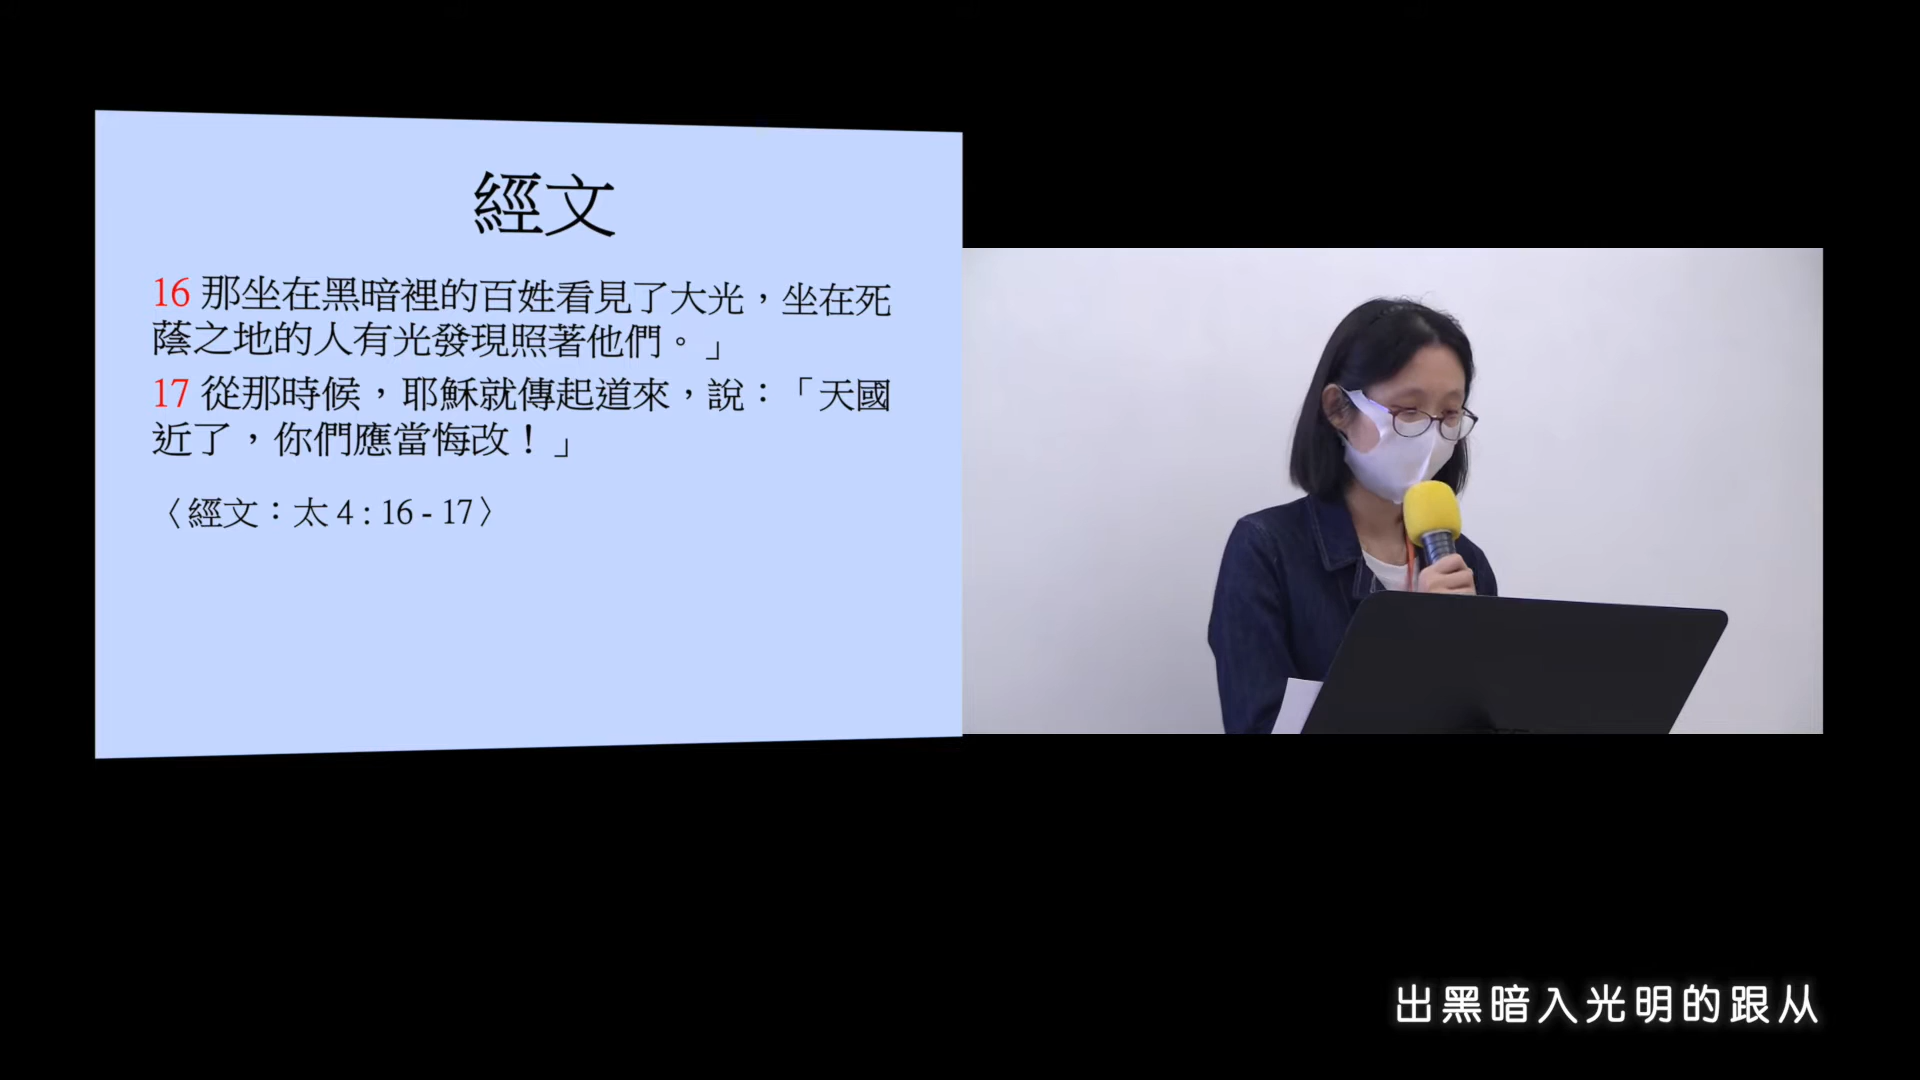 經文
16 那坐在黑暗裡的百姓看見了大光，坐在死
蔭之地的人有光發現照著他們。」
17 從那時候，耶穌就傳起道來，說：「天國
近了，你們應當悔改！」
〈經文：太 4 : 16 - 17〉
出黑暗入光明的跟从